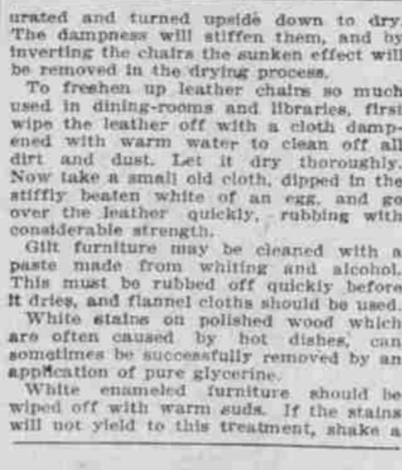 urated and turned upside down to dry.
The dampness will stiffen them, and by
inverting the chairs the sunken effect will
be removed in the drying process.
To freshen up leather chairs so much
used in dining-rooms and libraries, first
wipe the leather off with a cloth damp-
ened with warm water to clean off all
dirt and dust. Let it dry thoroughly.
Now take a small old cloth, dipped in the
stiffly beaten white of an egg, and go
over the leather quickly, rubbing with
considerable strength.
Gilt furniture may be cleaned with a
paste made from whiting and alcohol.
This must be rubbed off quickly before
it dries, and flannel cloths should be used.
White stains on polished wood which
are often caused by hot dishes, can
sometimes be successfully removed by an
application of pure glycerine.
White enameled furniture should be
wiped off with warm suds. If the stains
will not yield to this treatment, shake a